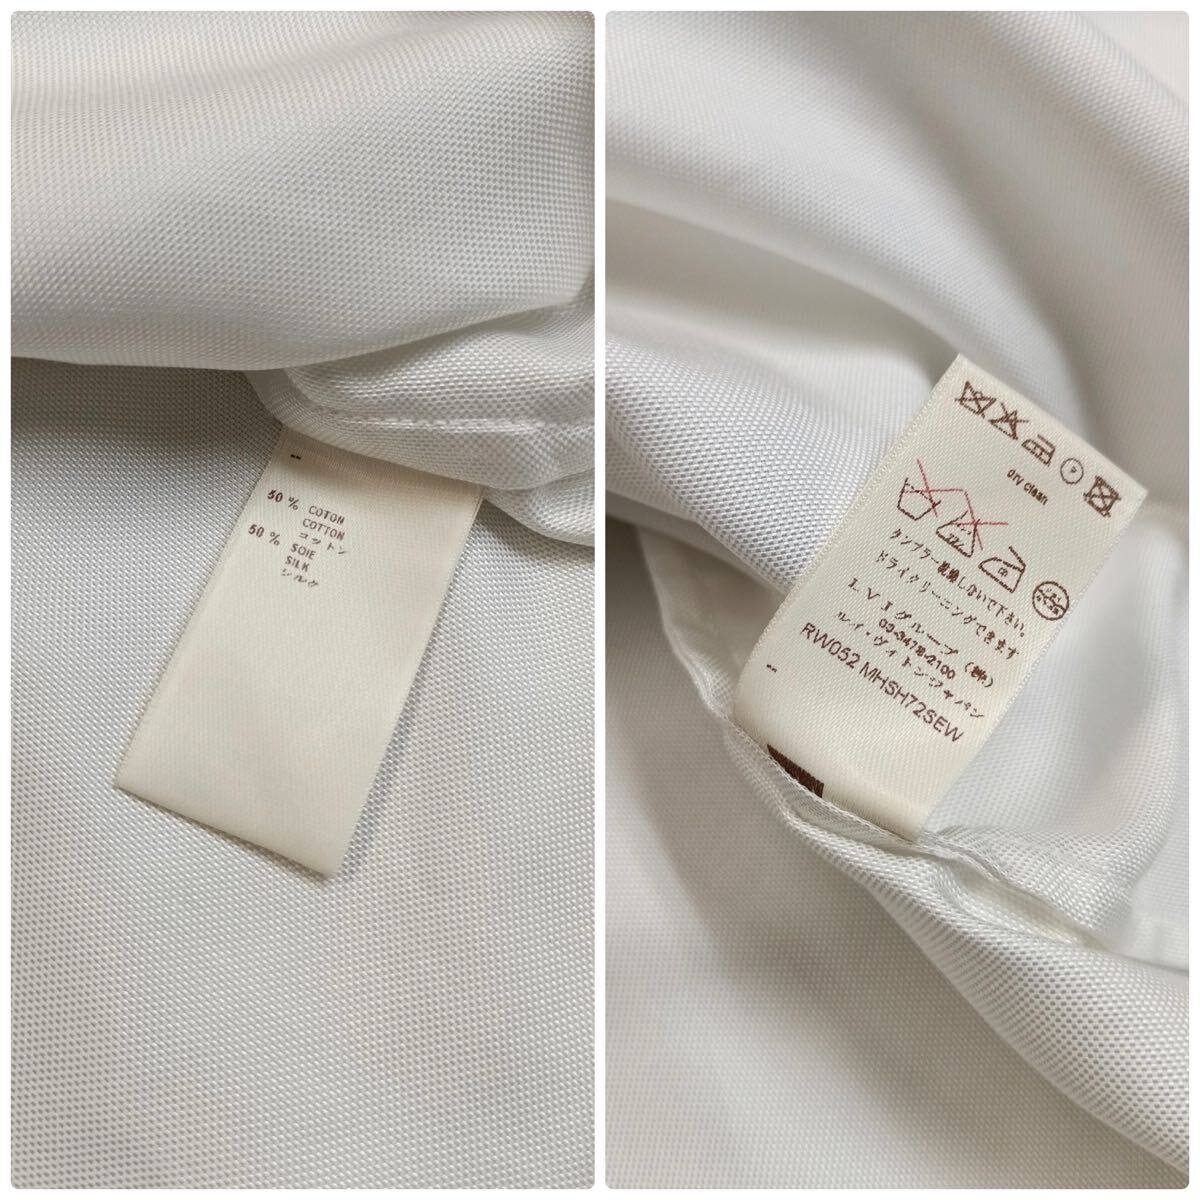 50 % COTON
COTTON
コットン
50 % SOIE
SILK
シルク
dry clean
P
タンブラー乾燥しないで下さい。
ドライクリーニングできます
LVJグループ(株)
03-3478-2100
ルイ・ヴィトンジャパン
RW052 MHSH72SEW